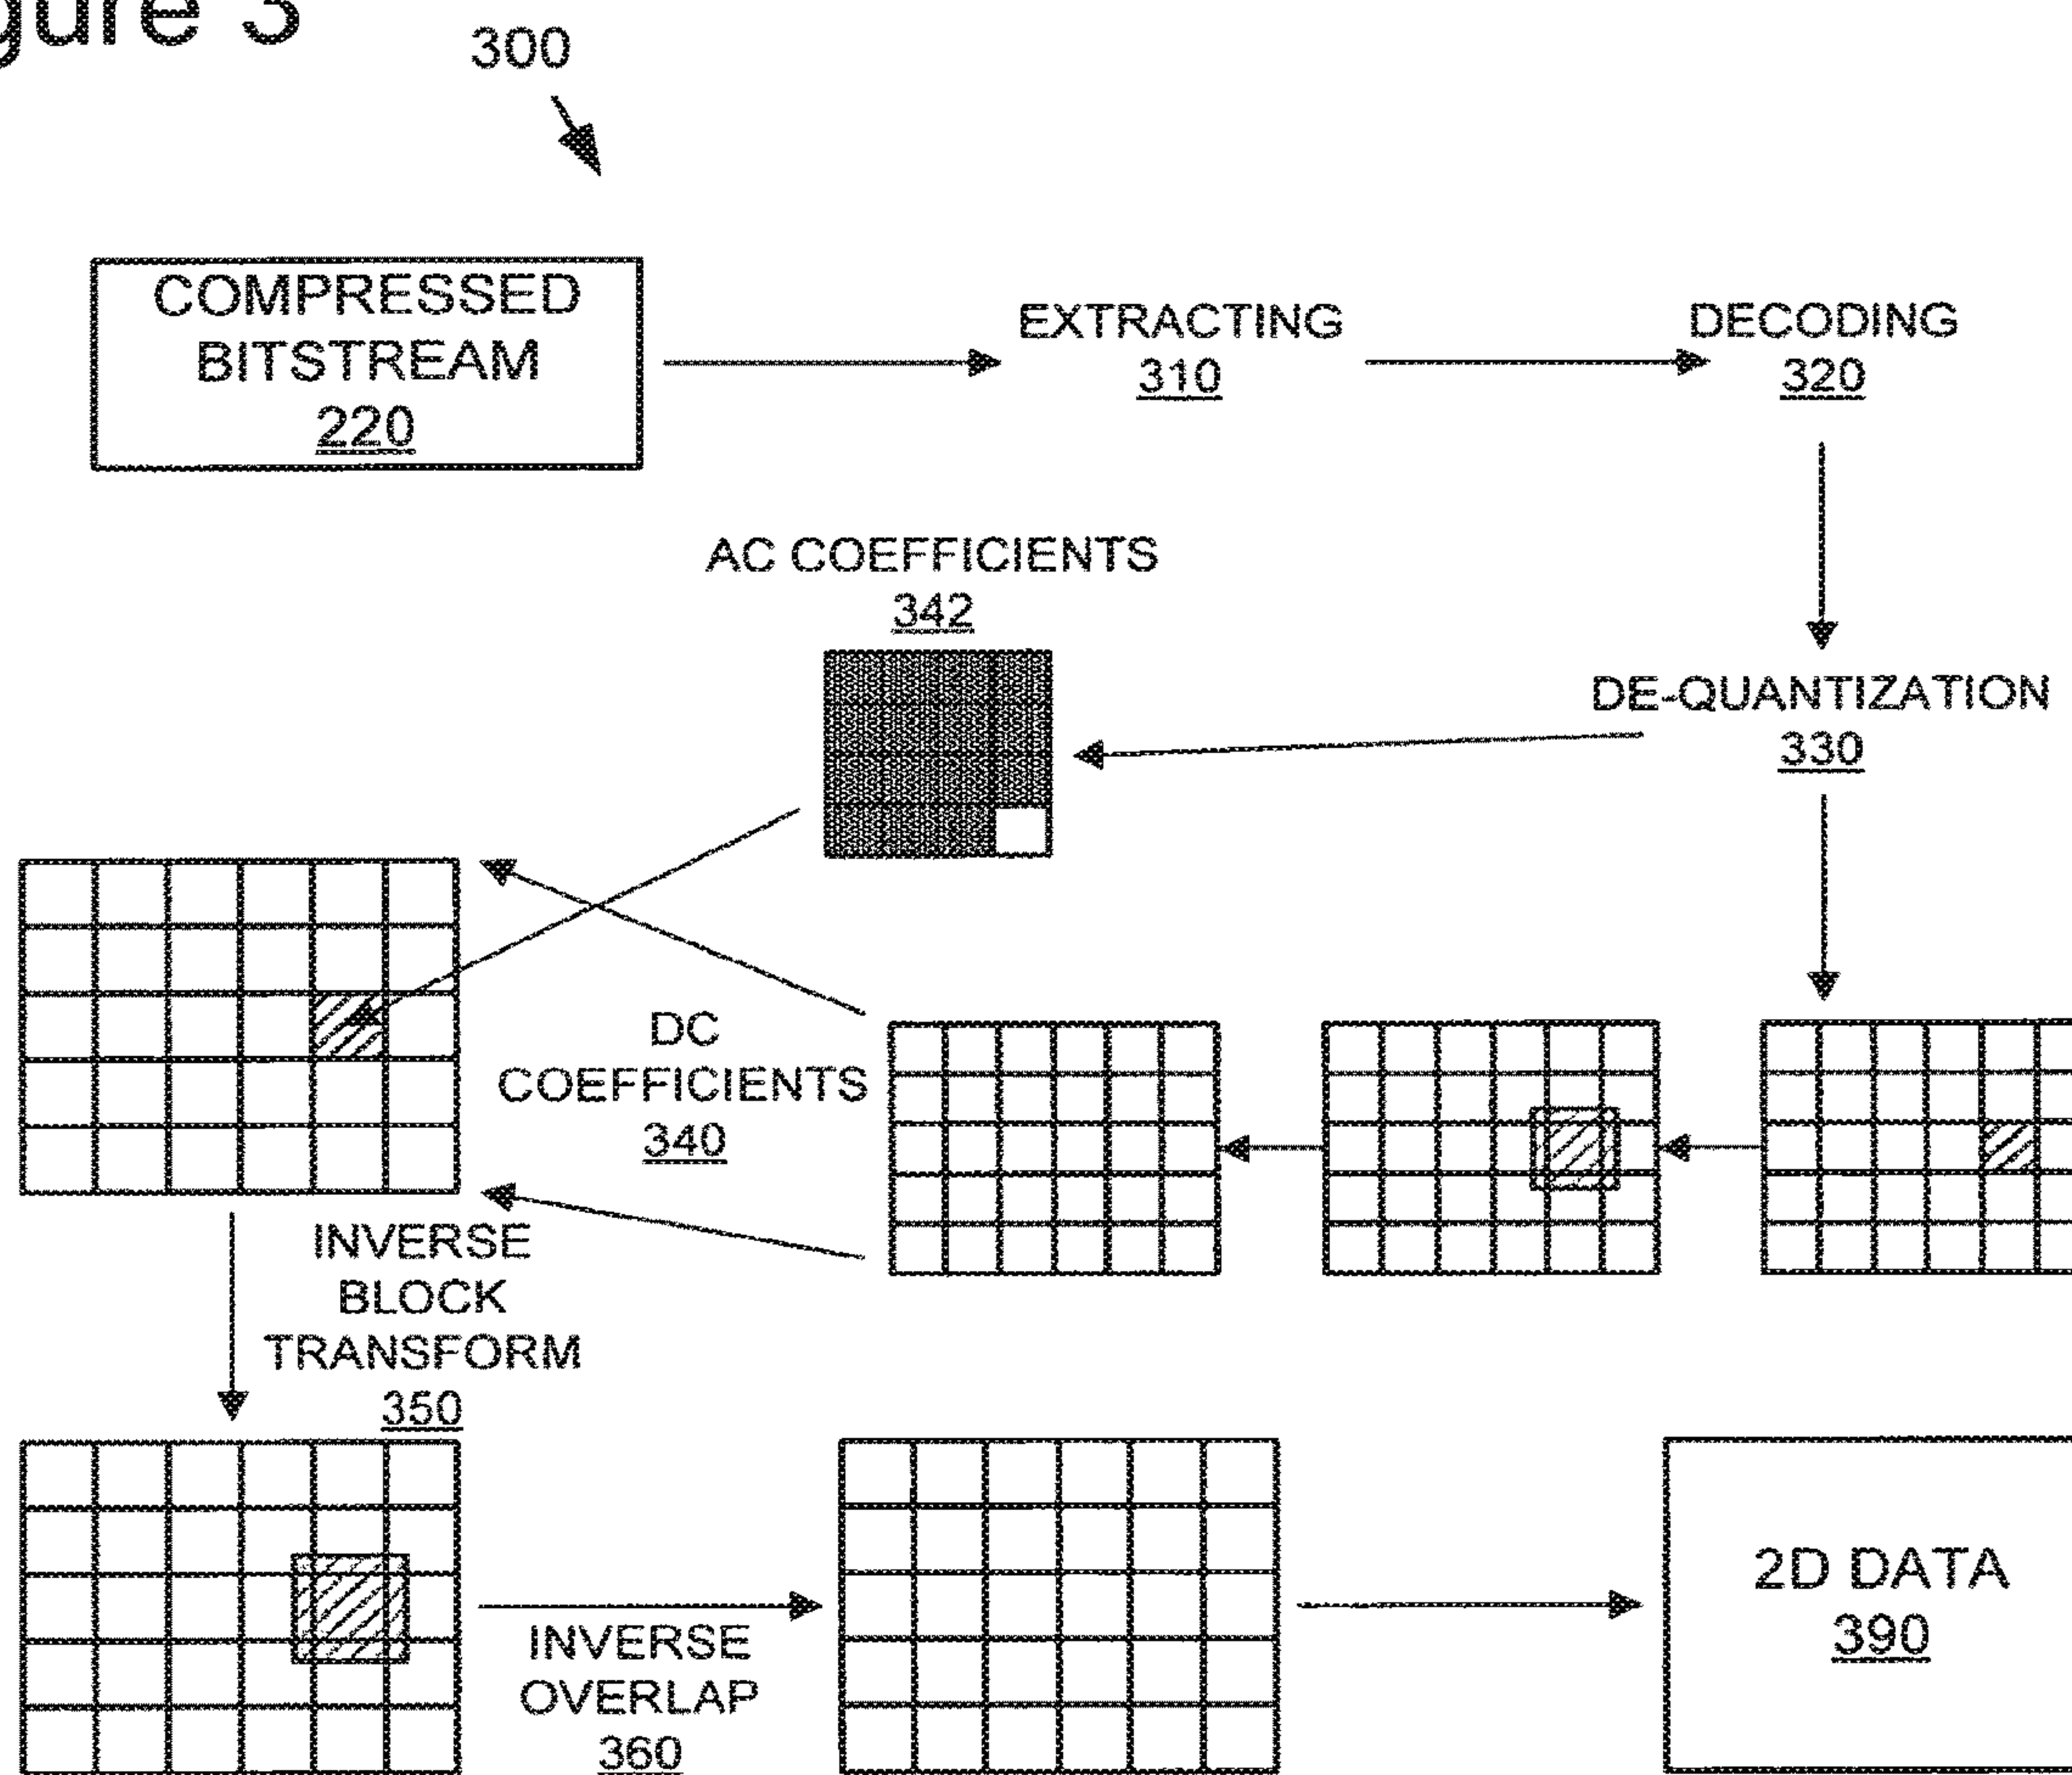 gure 3
300
COMPRESSED
BITSTREAM
220
EXTRACTING
310
DECODING
320
AC COEFFICIENTS
342
DE-QUANTIZATION
330
DC
COEFFICIENTS
340
INVERSE
BLOCK
TRANSFORM
350
INVERSE
OVERLAP
360
2D DATA
390